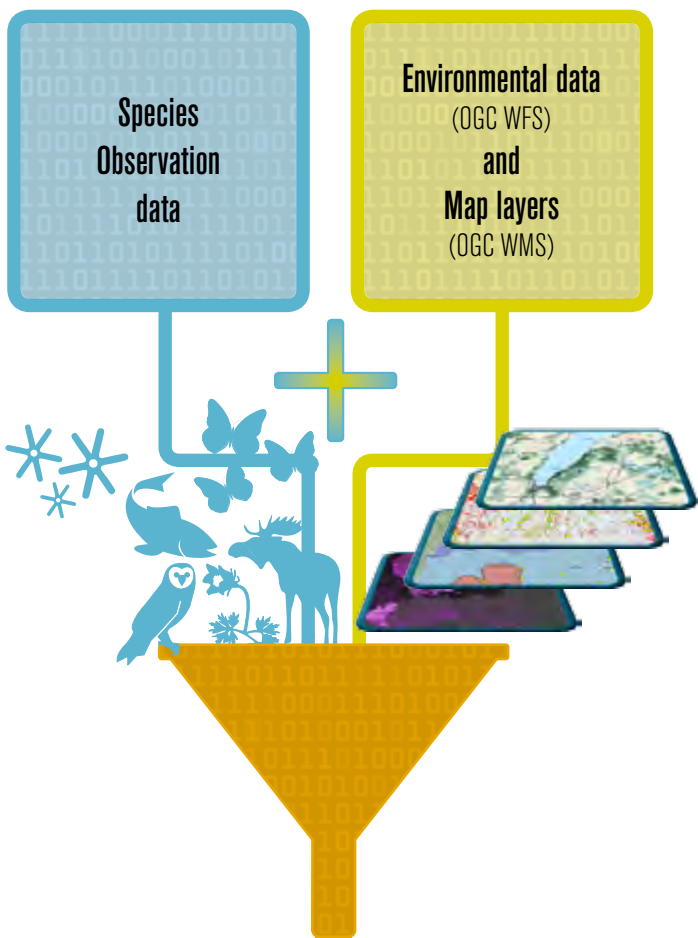 Species
Observation
data
Environmental data
(OGC WFS)
and
Map layers
(OGC WMS)